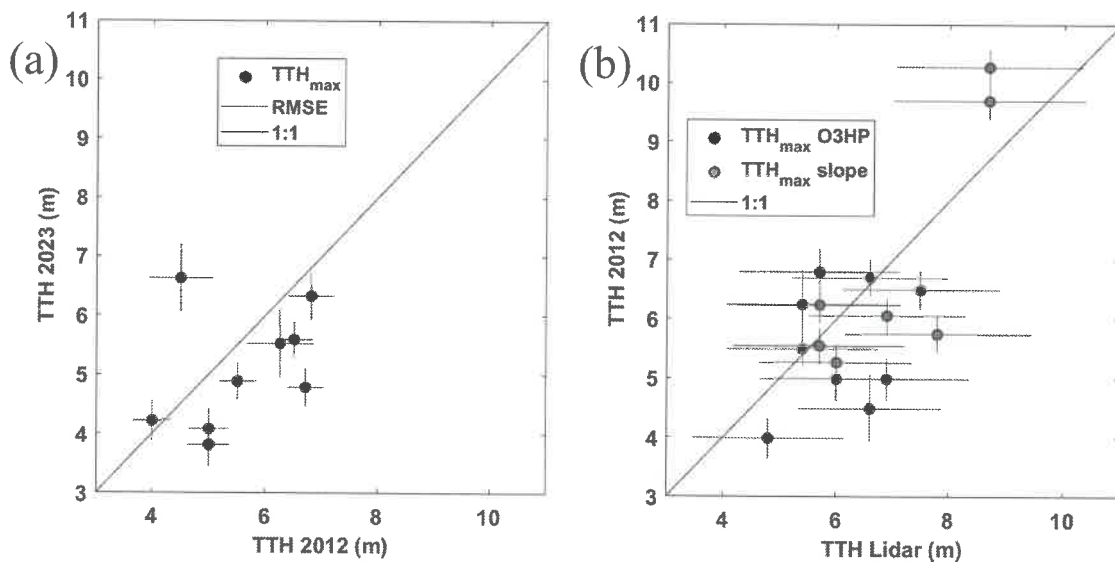 (a)
11
10
9
8
7
6
5
4
3
TTH 2023 (m)
TTHmax
RMSE
1:1
4 6 8 10
TTH 2012 (m)
(b)
11
10
9
8
7
6
5
4
3
TTH 2012 (m)
TTHmax O3HP
TTHmax slope
1:1
4 6 8 10
TTH Lidar (m)